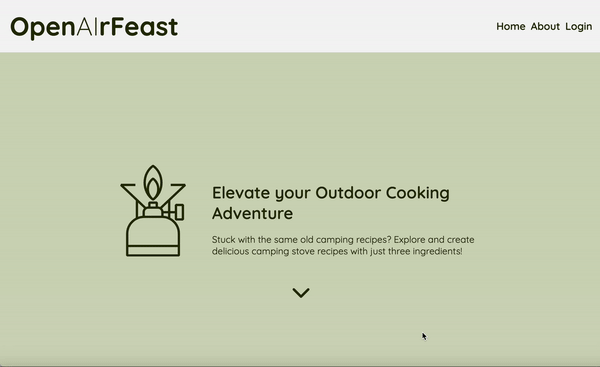 OpenAIrFeast
Home About Login
Elevate your Outdoor Cooking
Adventure
Stuck with the same old camping recipes? Explore and create
delicious camping stove recipes with just three ingredients!